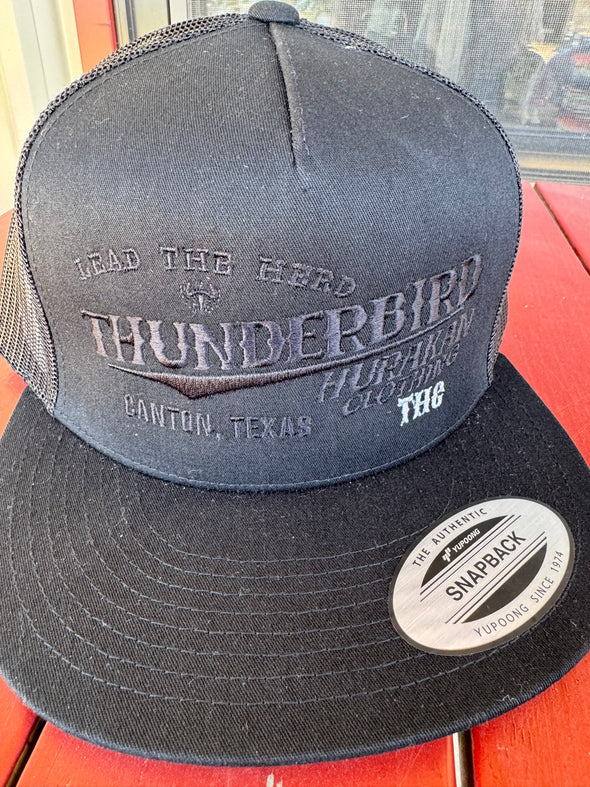 LEAD THE HERD
THUNDERBIRD
HURAKAN
CLOTHING
THC
CANTON, TEXAS
THE AUTHENTIC
YUPOONG
SNAPBACK
YUPOONG SINCE 1974